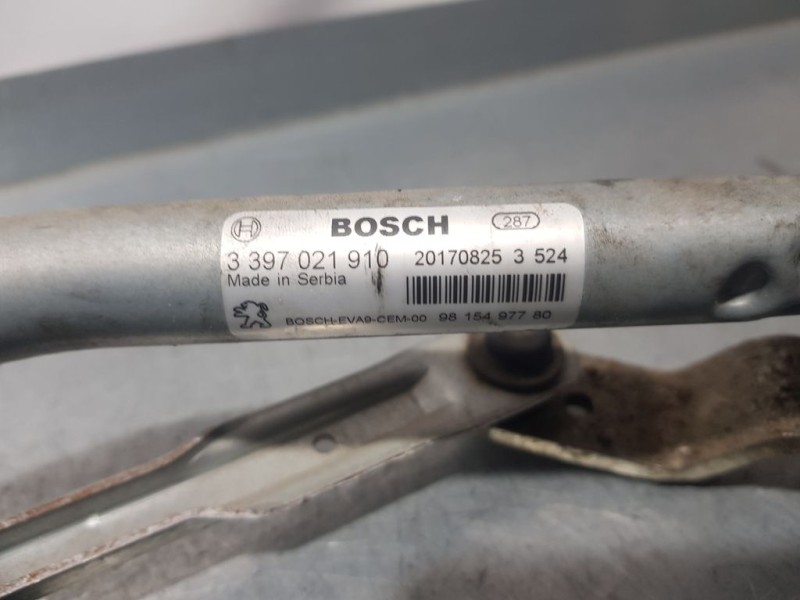 BOSCH 287
3 397 021 910 20170825 3 524
Made in Serbia
BOSCH-EVA9-CEM-00 98 154 977 80